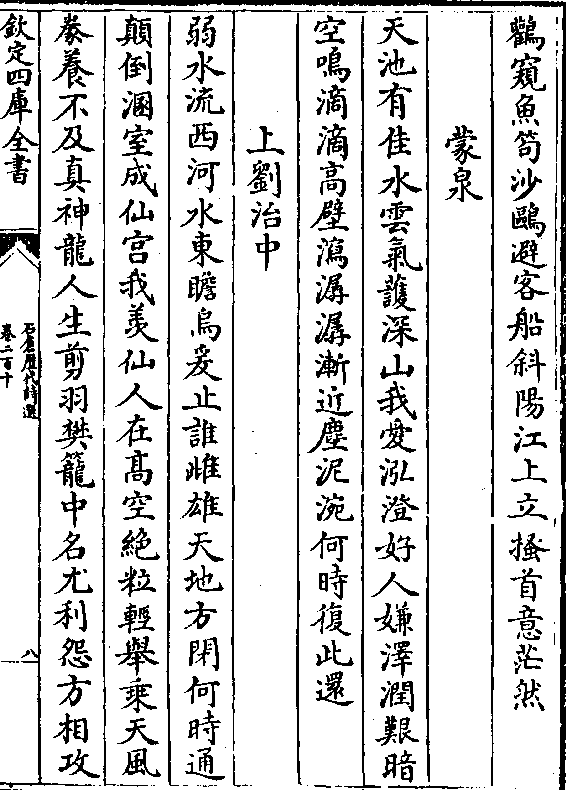 鸛窺魚笱沙鷗避客船斜陽江上立搔首意茫然
蒙泉
天池有佳水雲氣護深山我愛泓澄好人嫌澤潤艱暗
空鳴滴滴高壁瀉潺潺漸近塵泥涴何時復此還
上劉治中
弱水流西河水東瞻烏爰止誰雌雄天地方閉何時通
顛倒溷室成仙宫我羡仙人在髙空絶粒輕舉乘天風
豢養不及真神龍人生剪羽樊籠中名尤利怨方相攻
欽定四庫全書
石倉歴代詩選
卷二百十
八